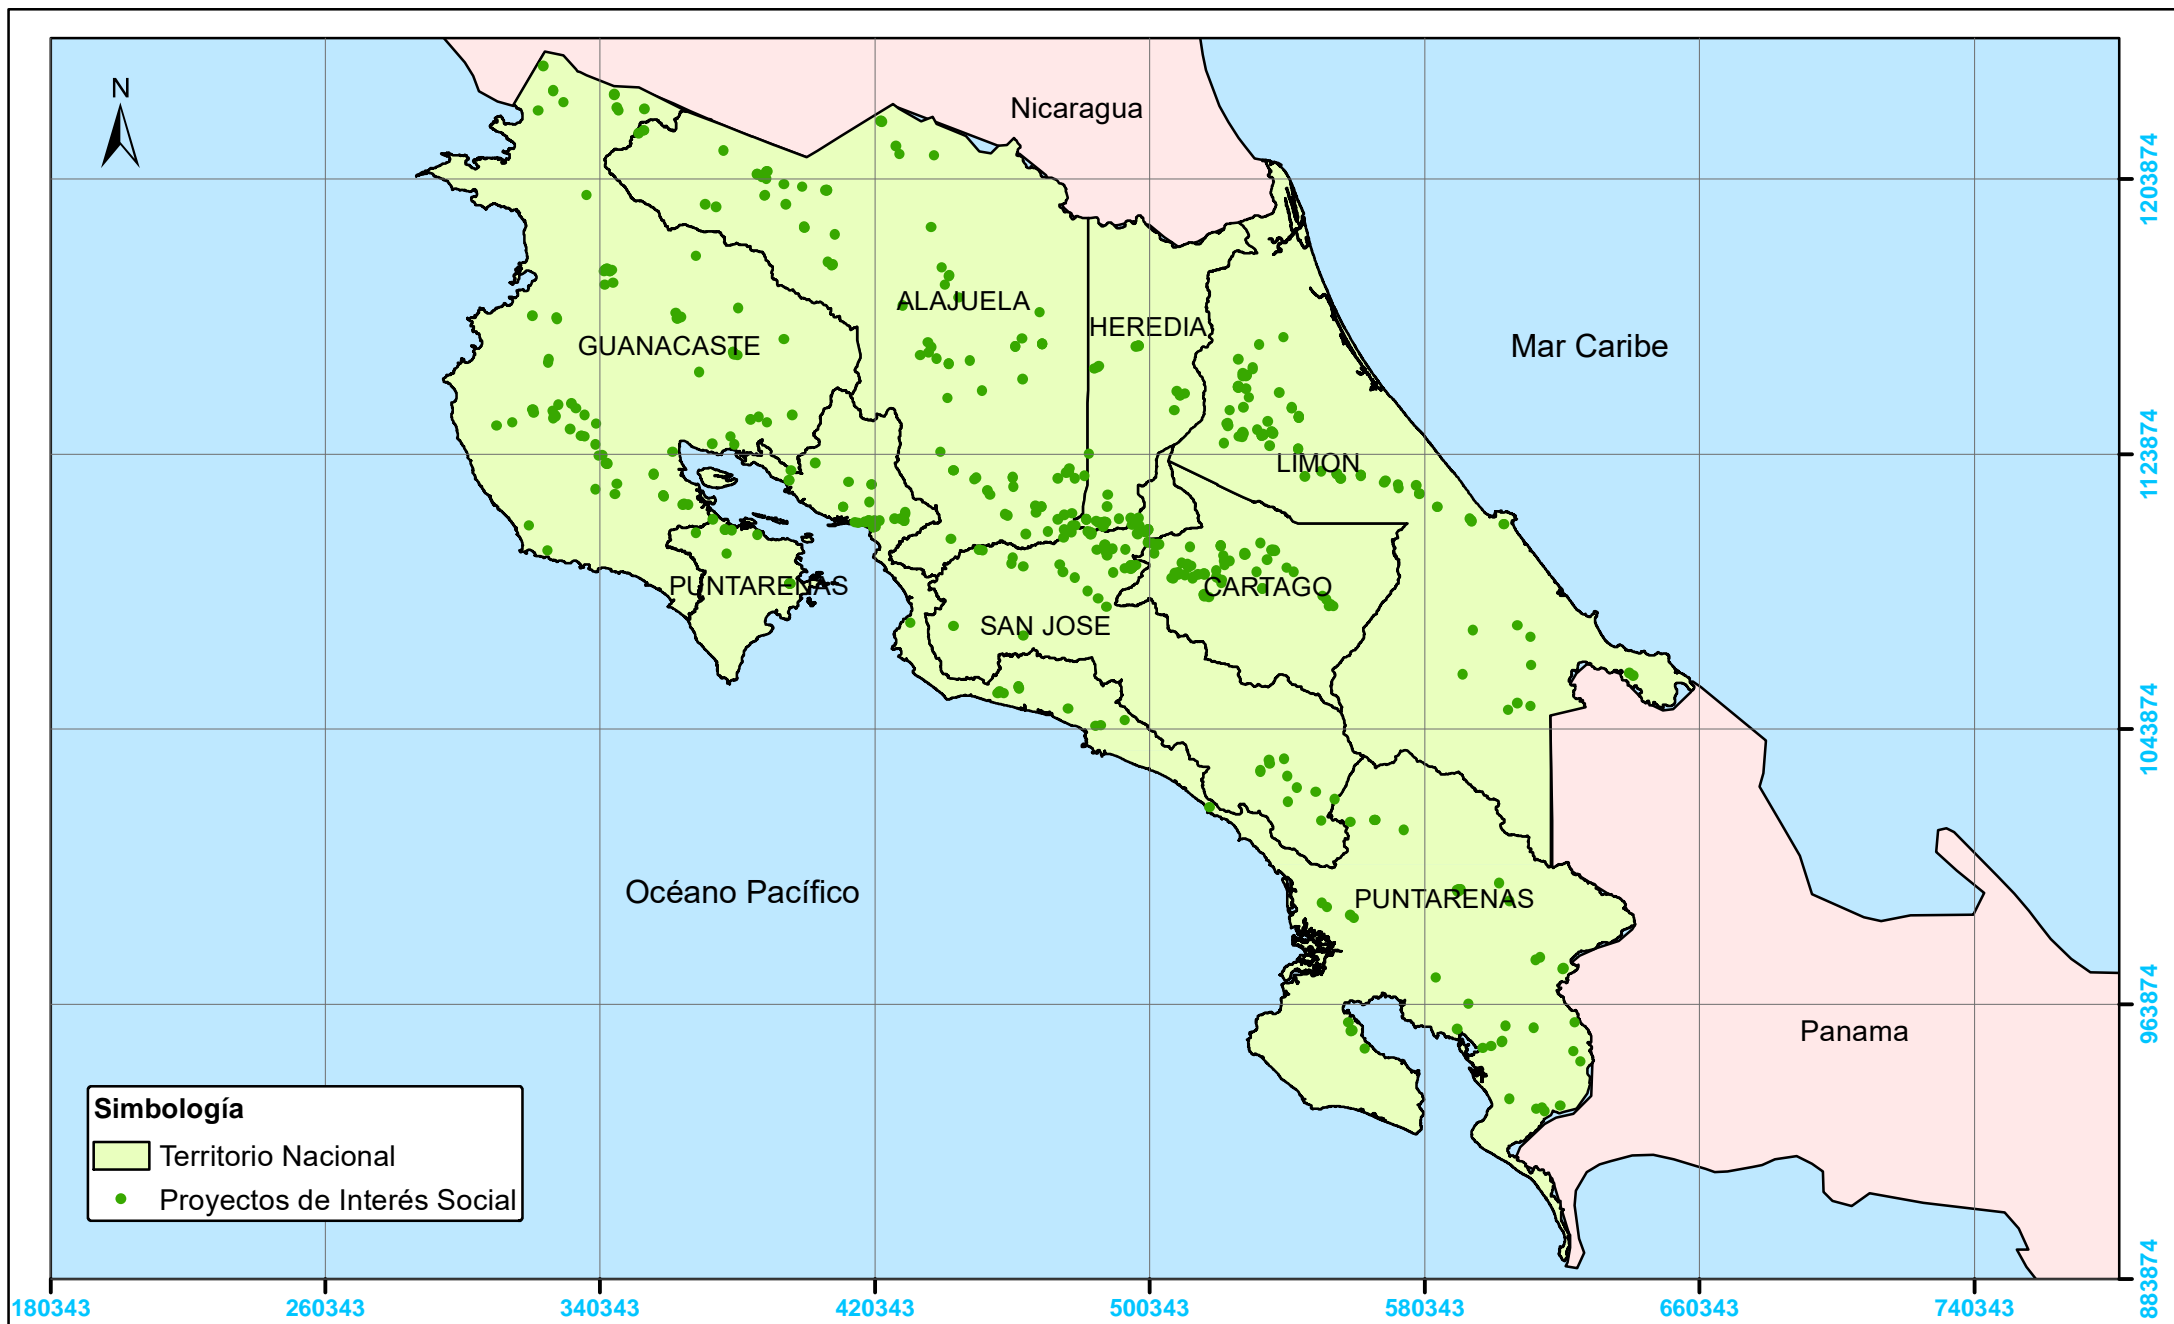 N
Nicaragua
1203874
ALAJUELA
HEREDIA
GUANACASTE
Mar Caribe
1123874
LIMON
PUNTARENAS
CARTAGO
SAN JOSE
1043874
Océano Pacífico
PUNTARENAS
963874
Panama
Simbología
Territorio Nacional
Proyectos de Interés Social
883874
180343
260343
340343
420343
500343
580343
660343
740343